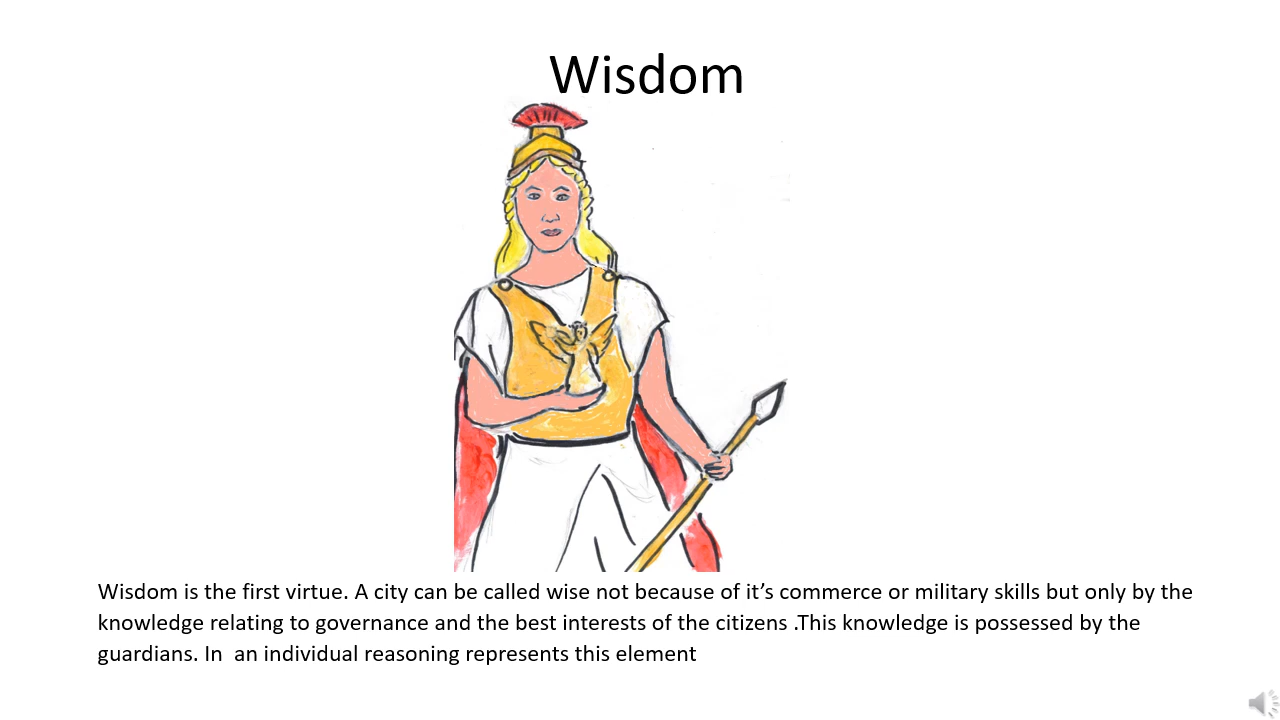 Wisdom
Wisdom is the first virtue. A city can be called wise not because of it’s commerce or military skills but only by the
knowledge relating to governance and the best interests of the citizens .This knowledge is possessed by the
guardians. In  an individual reasoning represents this element